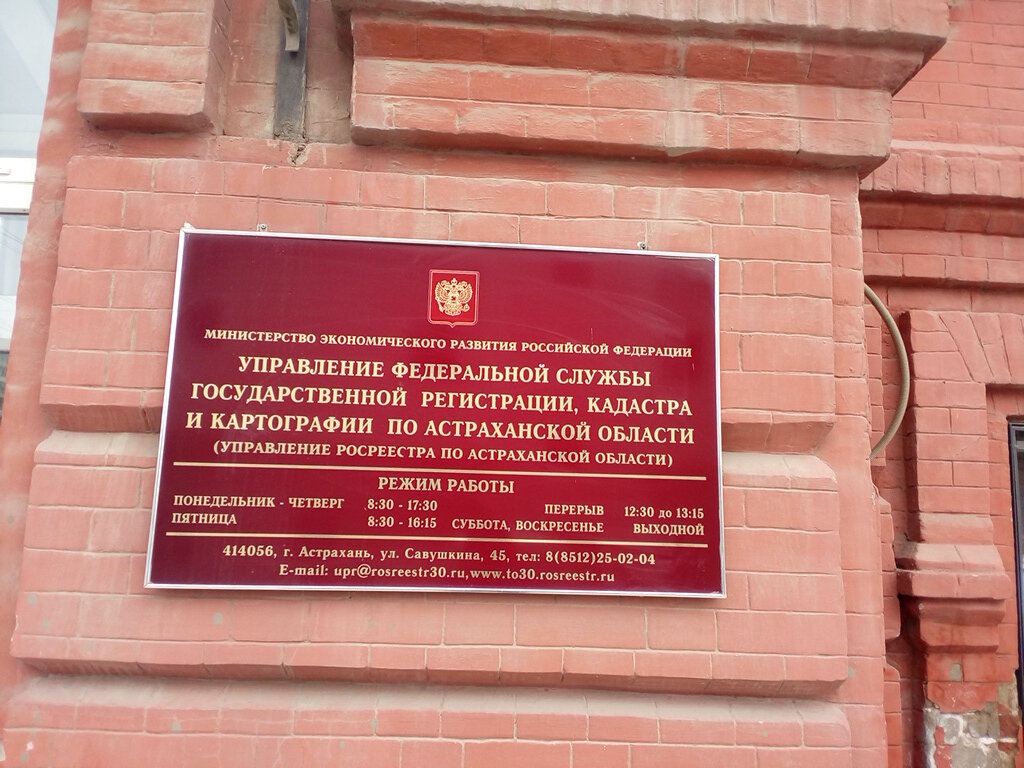 МИНИСТЕРСТВО ЭКОНОМИЧЕСКОГО РАЗВИТИЯ РОССИЙСКОЙ ФЕДЕРАЦИИ
УПРАВЛЕНИЕ ФЕДЕРАЛЬНОЙ СЛУЖБЫ
ГОСУДАРСТВЕННОЙ РЕГИСТРАЦИИ, КАДАСТРА
И КАРТОГРАФИИ ПО АСТРАХАНСКОЙ ОБЛАСТИ
(УПРАВЛЕНИЕ РОСРЕЕСТРА ПО АСТРАХАНСКОЙ ОБЛАСТИ)
РЕЖИМ РАБОТЫ
ПОНЕДЕЛЬНИК - ЧЕТВЕРГ 8:30 - 17:30 ПЕРЕРЫВ 12:30 до 13:15
ПЯТНИЦА 8:30 - 16:15 СУББОТА, ВОСКРЕСЕНЬЕ ВЫХОДНОЙ
414056, г. Астрахань, ул. Савушкина, 45, тел: 8(8512)25-02-04
E-mail: upr@rosreestr30.ru,www.to30.rosreestr.ru